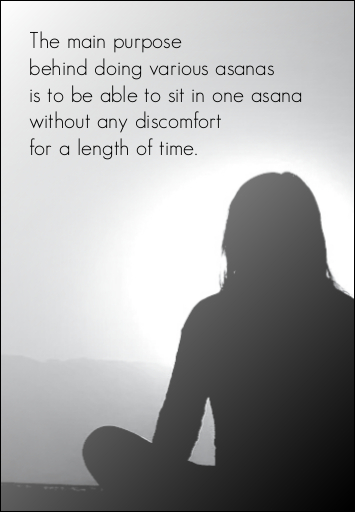 The main purpose
behind doing various asanas
is to be able to sit in one asana
without any discomfort
for a length of time.